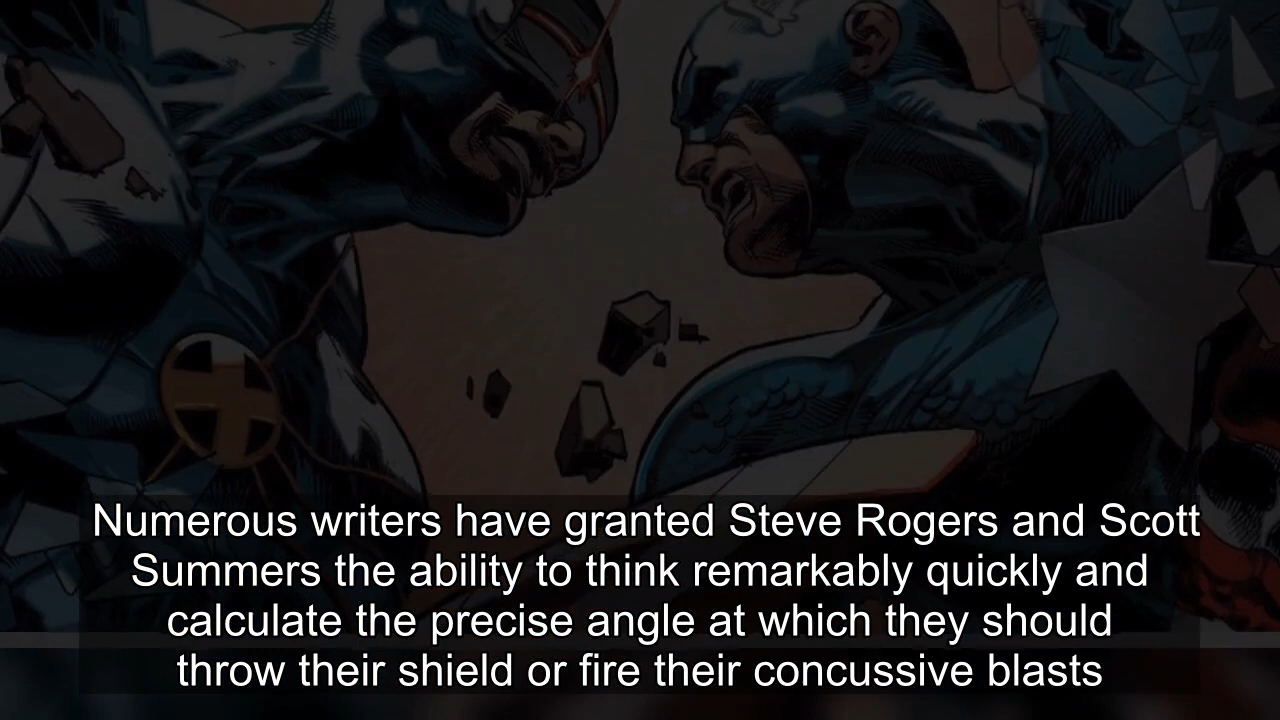 Numerous writers have granted Steve Rogers and Scott
Summers the ability to think remarkably quickly and
calculate the precise angle at which they should
throw their shield or fire their concussive blasts